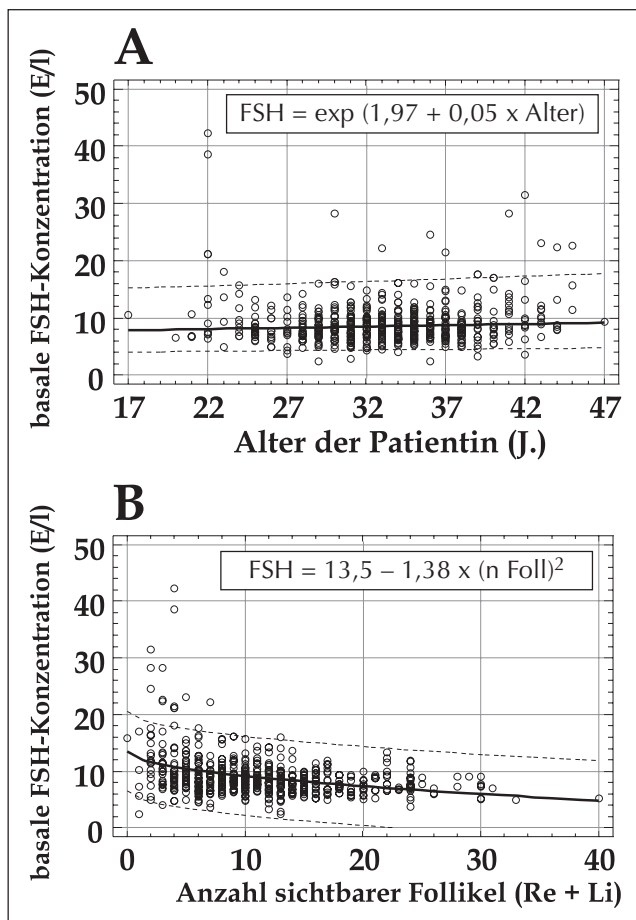 A
basale FSH-Konzentration (E/l)
FSH = exp (1,97 + 0,05 x Alter)
50
40
30
20
10
0
17 22 27 32 37 42 47
Alter der Patientin (J.)
B
basale FSH-Konzentration (E/l)
FSH = 13,5 – 1,38 x (n Foll)²
50
40
30
20
10
0
0 10 20 30 40
Anzahl sichtbarer Follikel (Re + Li)